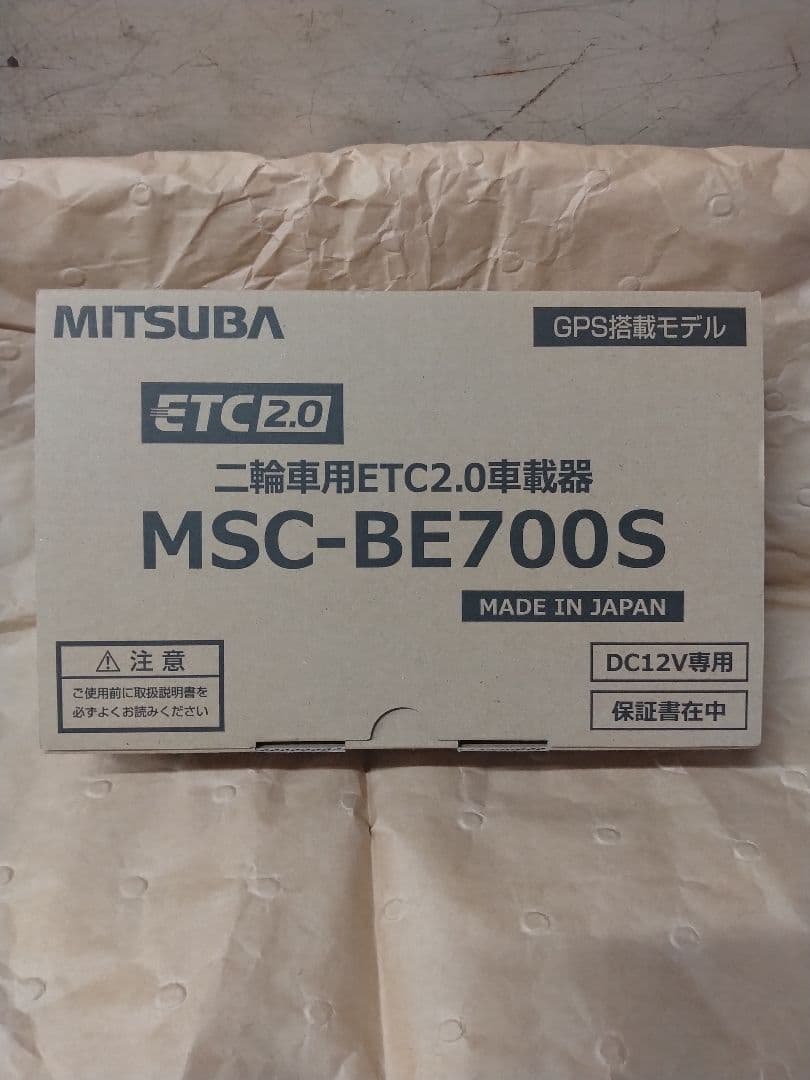 MITSUBA
GPS搭載モデル
ETC2.0
二輪車用ETC2.0車載器
MSC-BE700S
MADE IN JAPAN
⚠ 注意
ご使用前に取扱説明書を
必ずよくお読みください
DC12V専用
保証書在中